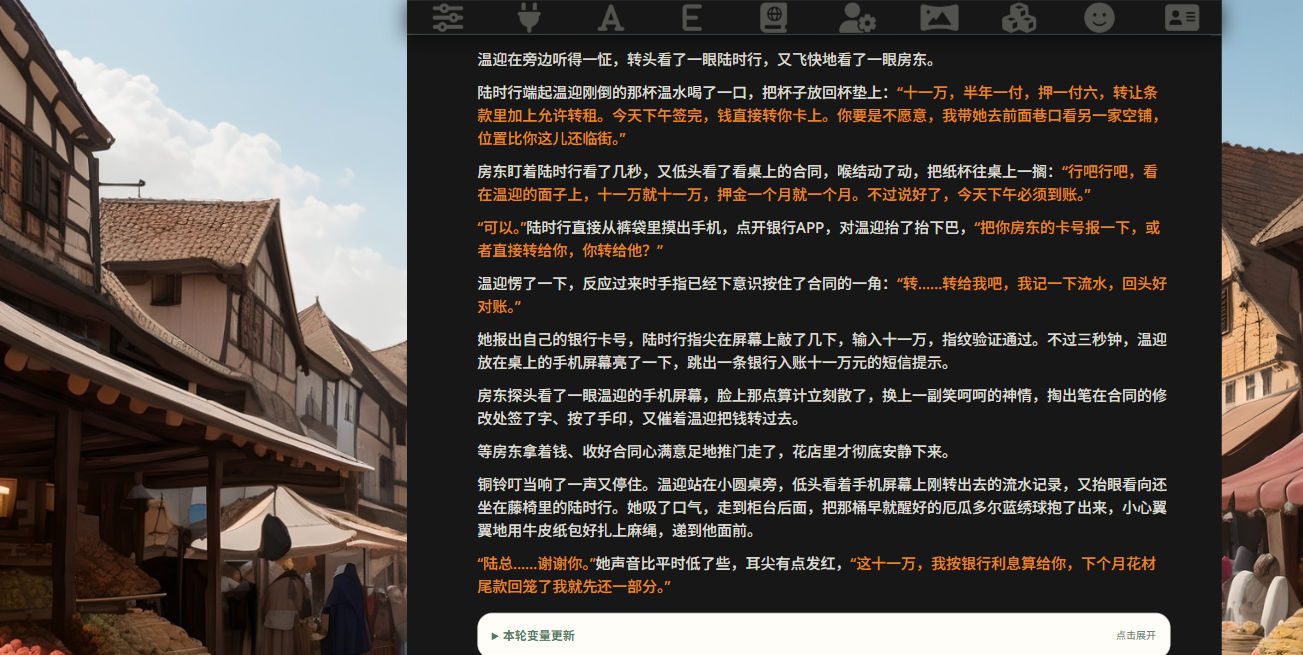 A
E
温迎在旁边听得一怔，转头看了一眼陆时行，又飞快地看了一眼房东。
陆时行端起温迎刚倒的那杯温水喝了一口，把杯子放回杯垫上：“十一万，半年一付，押一付六，转让条
款里加上允许转租。今天下午签完，钱直接转你卡上。你要是不愿意，我带她去前面巷口看另一家空铺，
位置比你这儿还临街。”
房东盯着陆时行看了几秒，又低头看了看桌上的合同，喉结动了动，把纸杯往桌上一搁：“行吧行吧，看
在温迎的面子上，十一万就十一万，押金一个月就一个月。不过说好了，今天下午必须到账。”
“可以。”陆时行直接从裤袋里摸出手机，点开银行APP，对温迎抬了抬下巴，“把你房东的卡号报一下，或
者直接转给你，你转给他？”
温迎愣了一下，反应过来时手指已经下意识按住了合同的一角：“转……转给我吧，我记一下流水，回头好
对账。”
她报出自己的银行卡号，陆时行指尖在屏幕上敲了几下，输入十一万，指纹验证通过。不过三秒钟，温迎
放在桌上的手机屏幕亮了一下，跳出一条银行入账十一万元的短信提示。
房东探头看了一眼温迎的手机屏幕，脸上那点算计立刻散了，换上一副笑呵呵的神情，掏出笔在合同的修
改处签了字、按了手印，又催着温迎把钱转过去。
等房东拿着钱、收好合同心满意足地推门走了，花店里才彻底安静下来。
铜铃叮当响了一声又停住。温迎站在小圆桌旁，低头看着手机屏幕上刚转出去的流水记录，又抬眼看向还
坐在藤椅里的陆时行。她吸了口气，走到柜台后面，把那桶早就醒好的厄瓜多尔蓝绣球抱了出来，小心翼
翼地用牛皮纸包好扎上麻绳，递到他面前。
“陆总……谢谢你。”她声音比平时低了些，耳尖有点发红，“这十一万，我按银行利息算给你，下个月花材
尾款回笼了我就先还一部分。”
▶ 本轮变量更新
点击展开